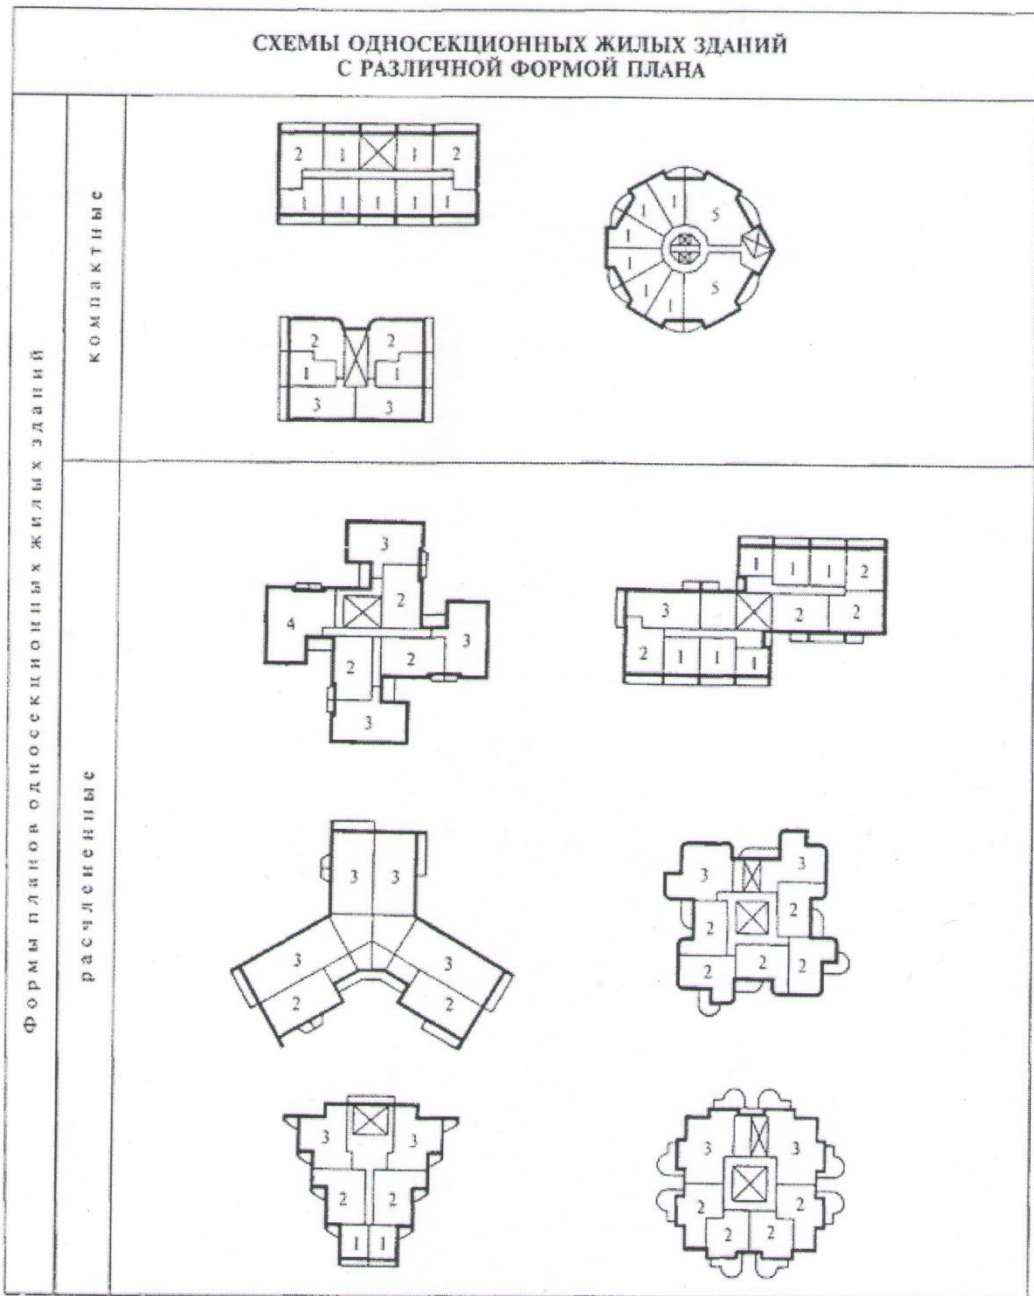 СХЕМЫ ОДНОСЕКЦИОННЫХ ЖИЛЫХ ЗДАНИЙ
С РАЗЛИЧНОЙ ФОРМОЙ ПЛАНА
Формы планов односекционных жилых зданий
компактные
2 1 1 2
1 1 1 1 1
1 1 1 1 1 1 5 5
2 2
1 1
3 3
расчлененные
3
2
4 3
2 2
3
1 1 1 2
3 2 2
2 1 1 1
3 3
3 3
2 2
3 3
2 2
2 2 2
3 3
2 2
1 1
3 3
2 2
2 2